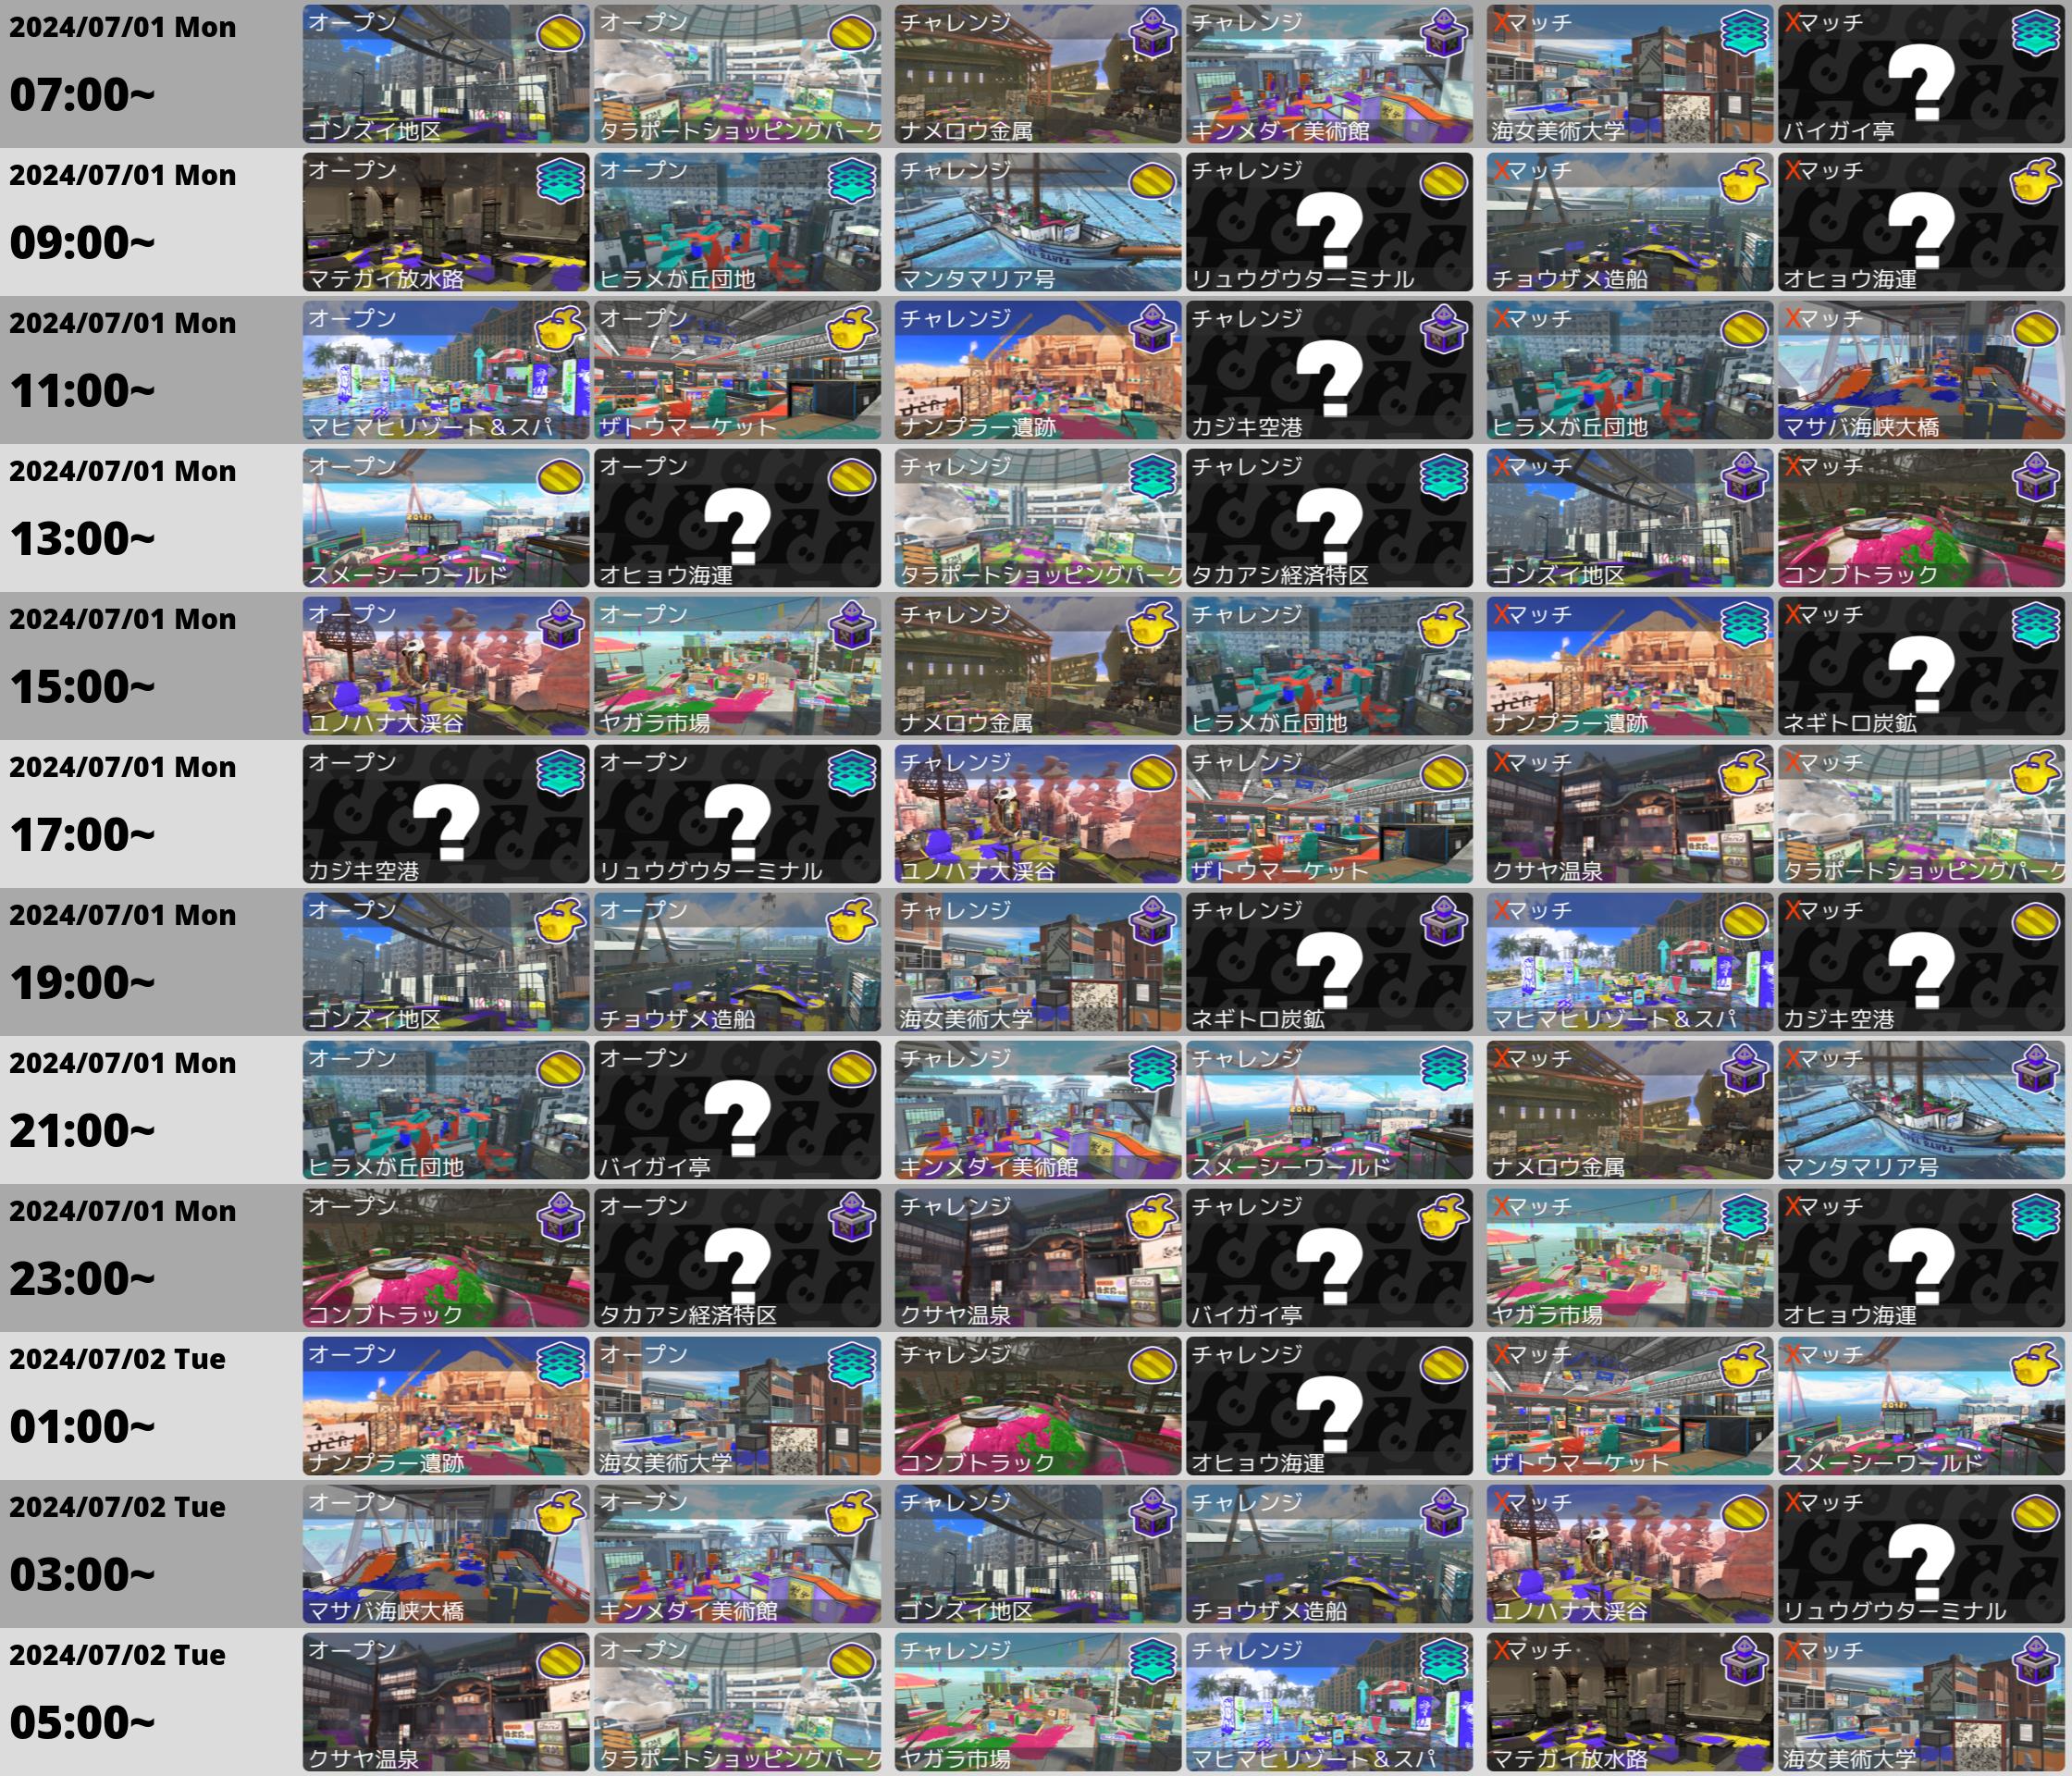 2024/07/01 Mon
07:00~
オープン
ゴンズイ地区
オープン
タラポートショッピングパーク
チャレンジ
ナメロウ金属
チャレンジ
キンメダイ美術館
Xマッチ
海女美術大学
Xマッチ
?
バイガイ亭
2024/07/01 Mon
09:00~
オープン
マテガイ放水路
オープン
ヒラメが丘団地
チャレンジ
マンタマリア号
チャレンジ
?
リュウグウターミナル
Xマッチ
チョウザメ造船
Xマッチ
?
オヒョウ海運
2024/07/01 Mon
11:00~
オープン
マヒマヒリゾート&スパ
オープン
ザトウマーケット
チャレンジ
ナンプラー遺跡
チャレンジ
?
カジキ空港
Xマッチ
ヒラメが丘団地
Xマッチ
マサバ海峡大橋
2024/07/01 Mon
13:00~
オープン
スメーシーワールド
オープン
?
オヒョウ海運
チャレンジ
タラポートショッピングパーク
チャレンジ
?
タカアシ経済特区
Xマッチ
ゴンズイ地区
Xマッチ
コンブトラック
2024/07/01 Mon
15:00~
オープン
ユノハナ大渓谷
オープン
ヤガラ市場
チャレンジ
ナメロウ金属
チャレンジ
ヒラメが丘団地
Xマッチ
ナンプラー遺跡
Xマッチ
?
ネギトロ炭鉱
2024/07/01 Mon
17:00~
オープン
?
カジキ空港
オープン
?
リュウグウターミナル
チャレンジ
ユノハナ大渓谷
チャレンジ
ザトウマーケット
Xマッチ
クサヤ温泉
Xマッチ
タラポートショッピングパーク
2024/07/01 Mon
19:00~
オープン
ゴンズイ地区
オープン
チョウザメ造船
チャレンジ
海女美術大学
チャレンジ
?
ネギトロ炭鉱
Xマッチ
マヒマヒリゾート&スパ
Xマッチ
?
カジキ空港
2024/07/01 Mon
21:00~
オープン
ヒラメが丘団地
オープン
?
バイガイ亭
チャレンジ
キンメダイ美術館
チャレンジ
スメーシーワールド
Xマッチ
ナメロウ金属
Xマッチ
マンタマリア号
2024/07/01 Mon
23:00~
オープン
コンブトラック
オープン
?
タカアシ経済特区
チャレンジ
クサヤ温泉
チャレンジ
?
バイガイ亭
Xマッチ
ヤガラ市場
Xマッチ
?
オヒョウ海運
2024/07/02 Tue
01:00~
オープン
ナンプラー遺跡
オープン
海女美術大学
チャレンジ
コンブトラック
チャレンジ
?
オヒョウ海運
Xマッチ
ザトウマーケット
Xマッチ
スメーシーワールド
2024/07/02 Tue
03:00~
オープン
マサバ海峡大橋
オープン
キンメダイ美術館
チャレンジ
ゴンズイ地区
チャレンジ
チョウザメ造船
Xマッチ
ユノハナ大渓谷
Xマッチ
?
リュウグウターミナル
2024/07/02 Tue
05:00~
オープン
クサヤ温泉
オープン
タラポートショッピングパーク
チャレンジ
ヤガラ市場
チャレンジ
マヒマヒリゾート&スパ
Xマッチ
マテガイ放水路
Xマッチ
海女美術大学